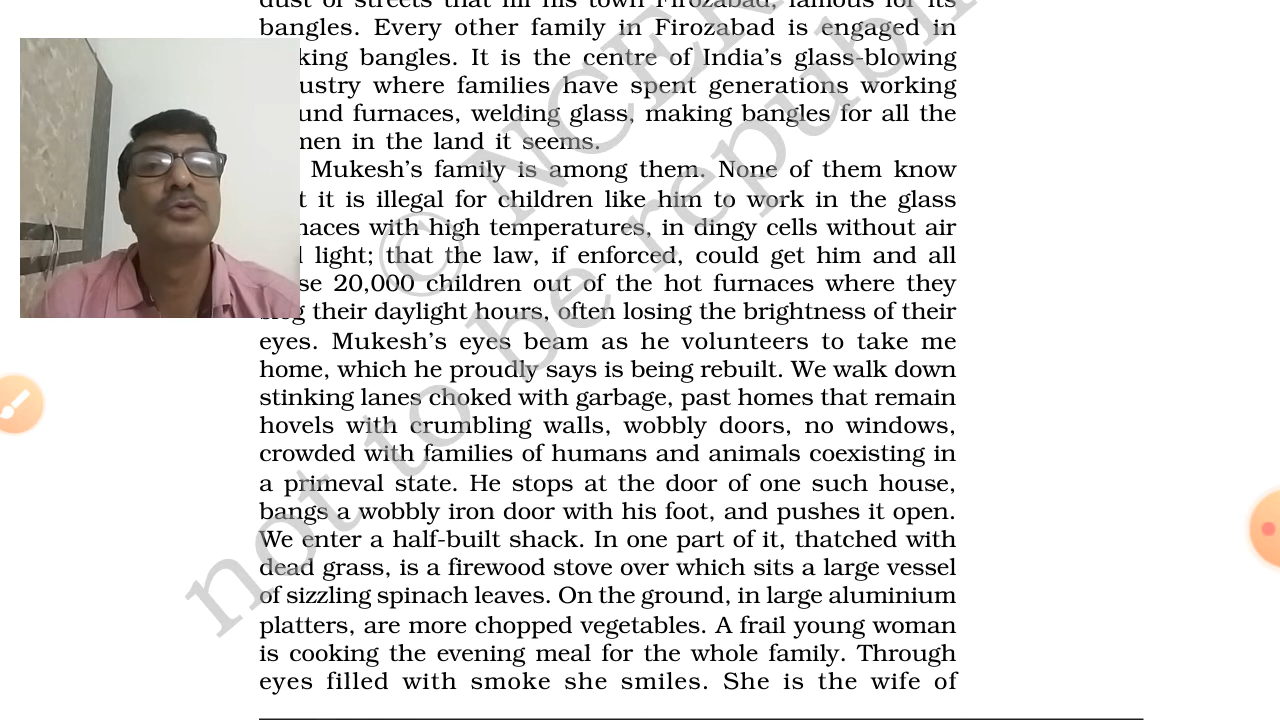 dust of streets that fill his town Firozabad, famous for its
bangles. Every other family in Firozabad is engaged in
king bangles. It is the centre of India’s glass-blowing
ustry where families have spent generations working
und furnaces, welding glass, making bangles for all the
men in the land it seems.
Mukesh’s family is among them. None of them know
t it is illegal for children like him to work in the glass
naces with high temperatures, in dingy cells without air
light; that the law, if enforced, could get him and all
se 20,000 children out of the hot furnaces where they
slog their daylight hours, often losing the brightness of their
eyes. Mukesh’s eyes beam as he volunteers to take me
home, which he proudly says is being rebuilt. We walk down
stinking lanes choked with garbage, past homes that remain
hovels with crumbling walls, wobbly doors, no windows,
crowded with families of humans and animals coexisting in
a primeval state. He stops at the door of one such house,
bangs a wobbly iron door with his foot, and pushes it open.
We enter a half-built shack. In one part of it, thatched with
dead grass, is a firewood stove over which sits a large vessel
of sizzling spinach leaves. On the ground, in large aluminium
platters, are more chopped vegetables. A frail young woman
is cooking the evening meal for the whole family. Through
eyes filled with smoke she smiles. She is the wife of
© NCER
not to be republ